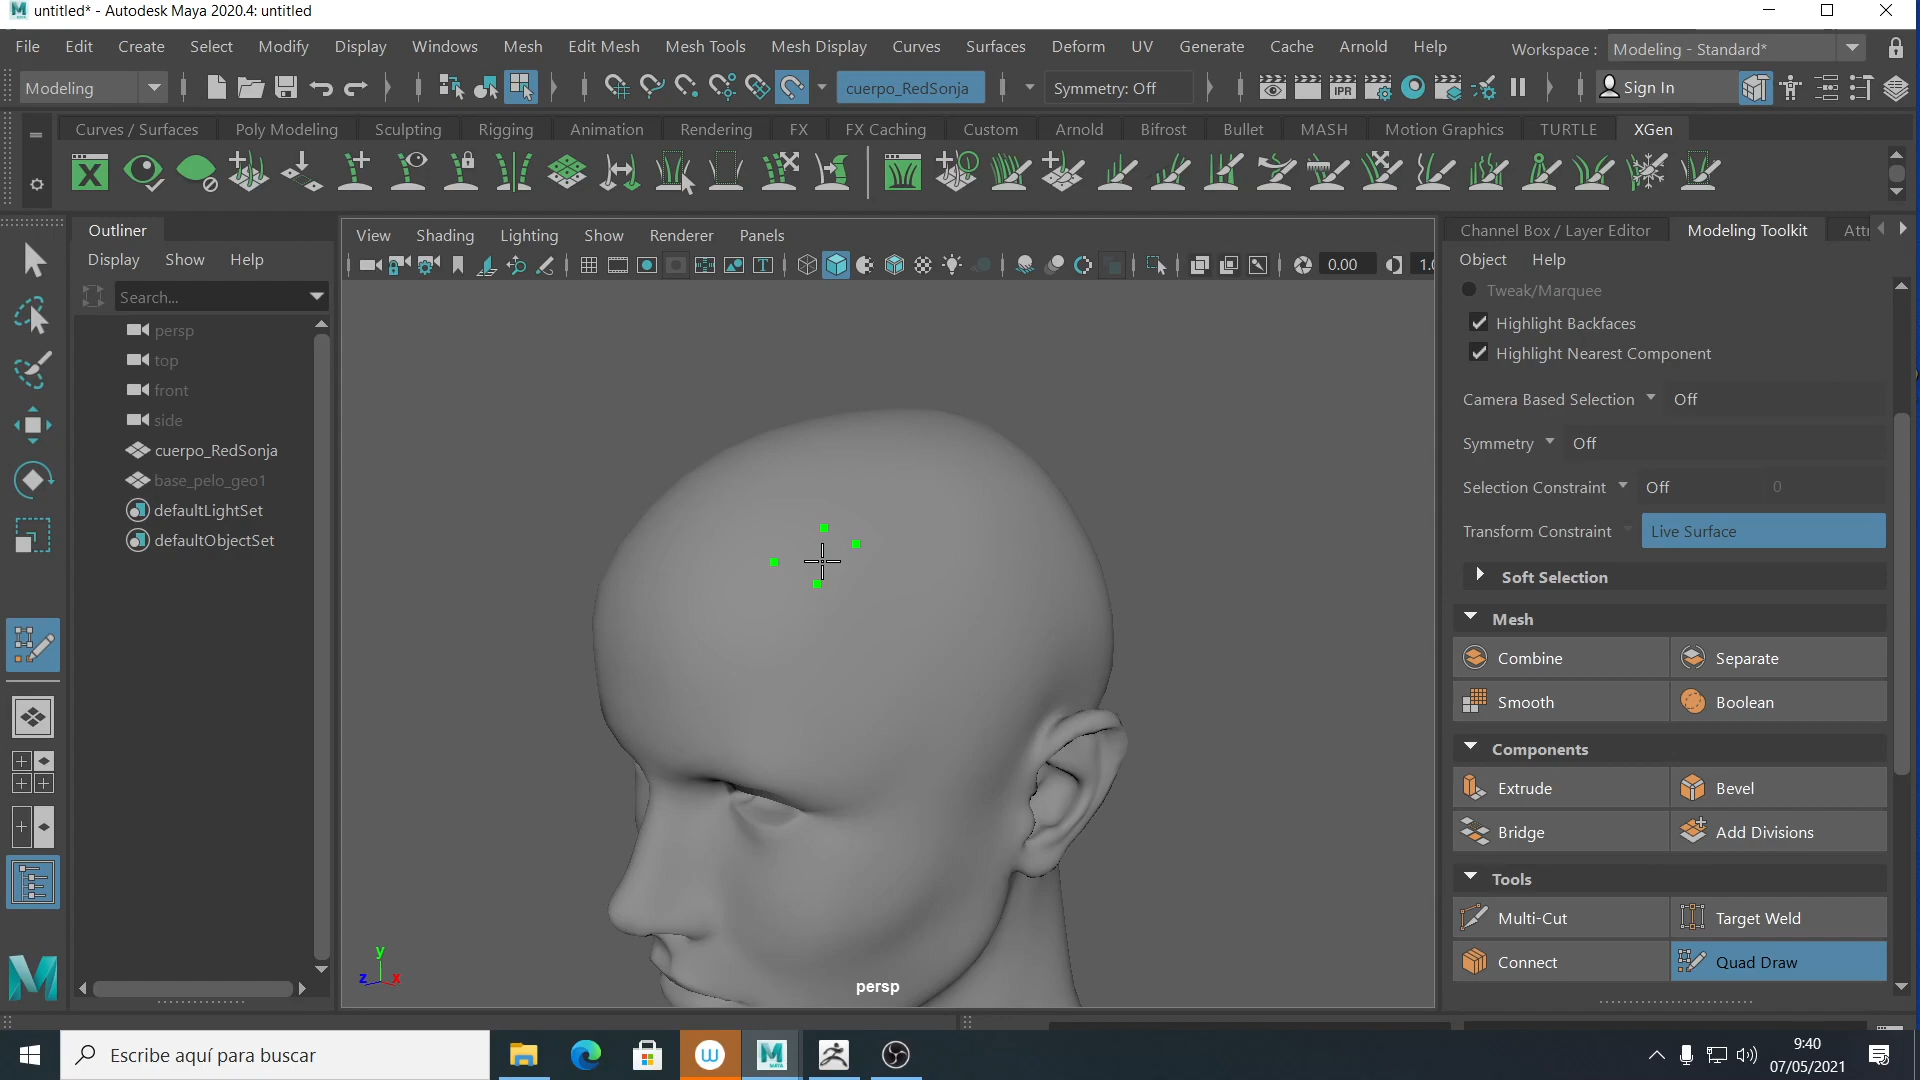 untitled* - Autodesk Maya 2020.4: untitled
File Edit Create Select Modify Display Windows Mesh Edit Mesh Mesh Tools Mesh Display Curves Surfaces Deform UV Generate Cache Arnold Help Workspace : Modeling - Standard*
Modeling cuerpo_RedSonja Symmetry: Off IPR Sign In
Curves / Surfaces Poly Modeling Sculpting Rigging Animation Rendering FX FX Caching Custom Arnold Bifrost Bullet MASH Motion Graphics TURTLE XGen
Outliner
Display Show Help
Search...
persp
top
front
side
cuerpo_RedSonja
base_pelo_geo1
defaultLightSet
defaultObjectSet
View Shading Lighting Show Renderer Panels
0.00
y
z x
persp
Channel Box / Layer Editor Modeling Toolkit
Object Help
Tweak/Marquee
Highlight Backfaces
Highlight Nearest Component
Camera Based Selection Off
Symmetry Off
Selection Constraint Off 0
Transform Constraint Live Surface
Soft Selection
Mesh
Combine Separate
Smooth Boolean
Components
Extrude Bevel
Bridge Add Divisions
Tools
Multi-Cut Target Weld
Connect Quad Draw
Escribe aquí para buscar
9:40
07/05/2021